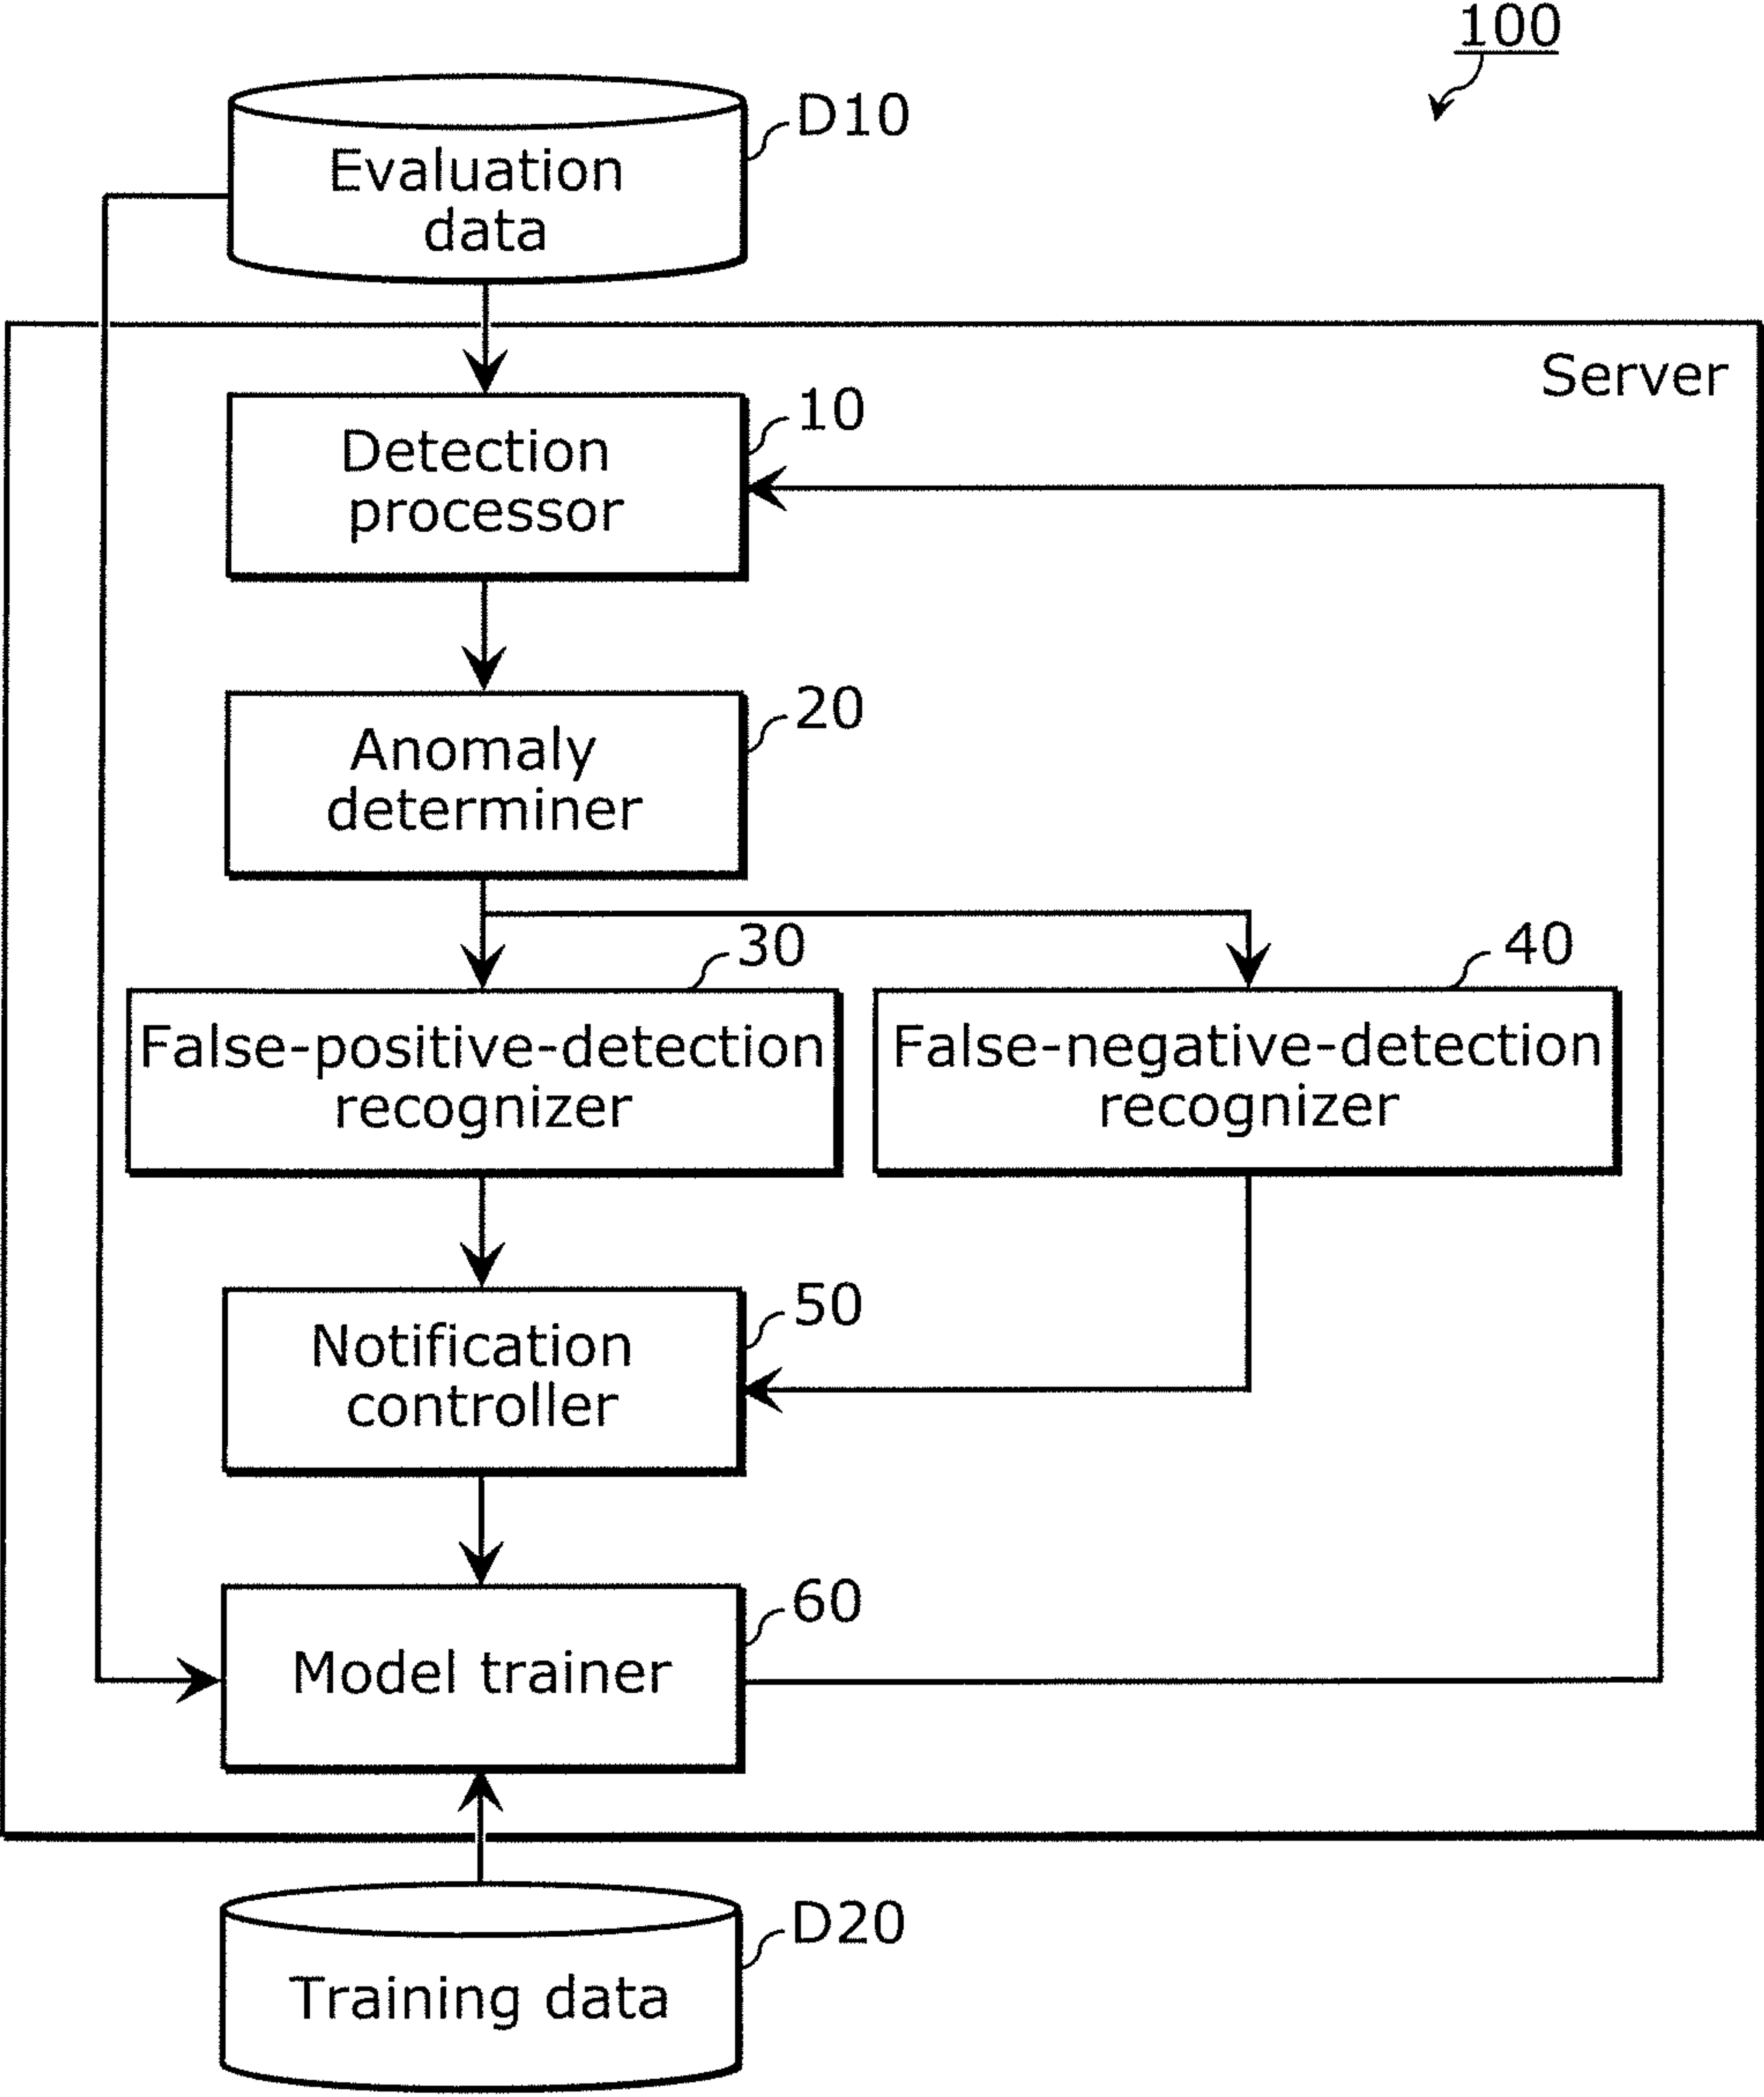 100
D10
Evaluation
data
Server
10
Detection
processor
20
Anomaly
determiner
30
40
False-positive-detection
recognizer
False-negative-detection
recognizer
50
Notification
controller
60
Model trainer
D20
Training data